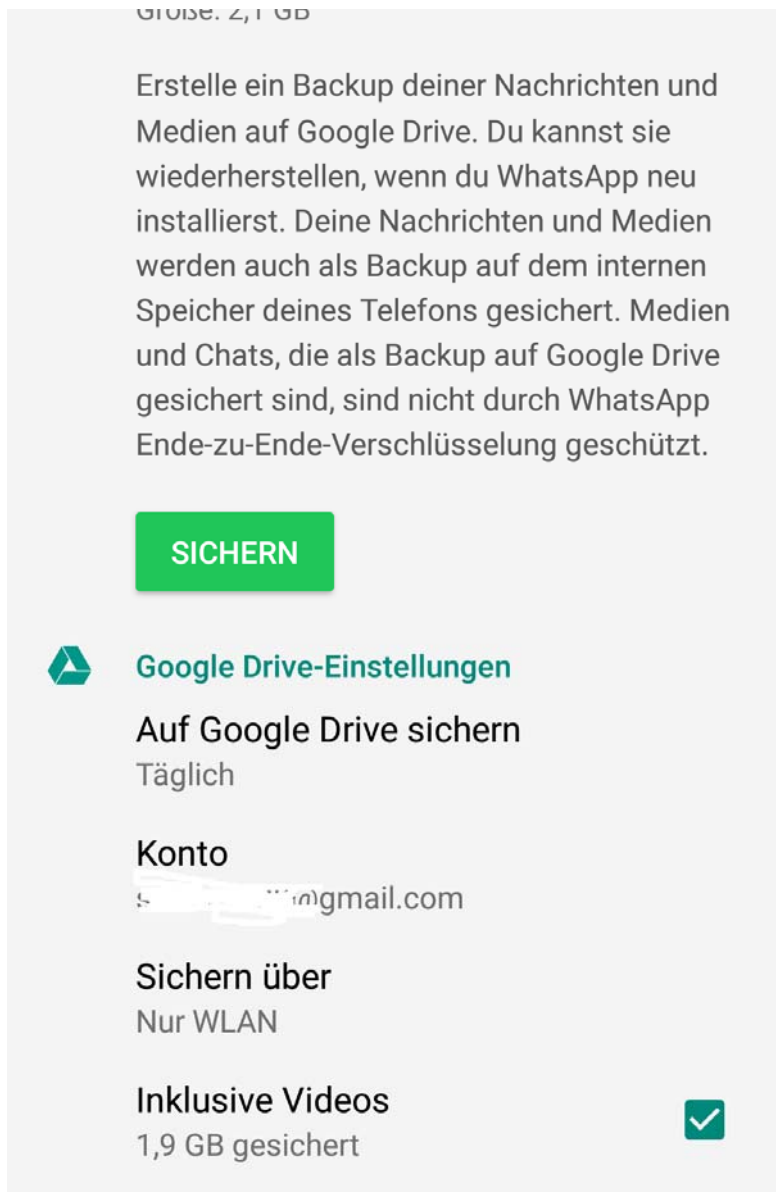 Größe: 2,1 GB
Erstelle ein Backup deiner Nachrichten und
Medien auf Google Drive. Du kannst sie
wiederherstellen, wenn du WhatsApp neu
installierst. Deine Nachrichten und Medien
werden auch als Backup auf dem internen
Speicher deines Telefons gesichert. Medien
und Chats, die als Backup auf Google Drive
gesichert sind, sind nicht durch WhatsApp
Ende-zu-Ende-Verschlüsselung geschützt.
SICHERN
Google Drive-Einstellungen
Auf Google Drive sichern
Täglich
Konto
@gmail.com
Sichern über
Nur WLAN
Inklusive Videos
1,9 GB gesichert